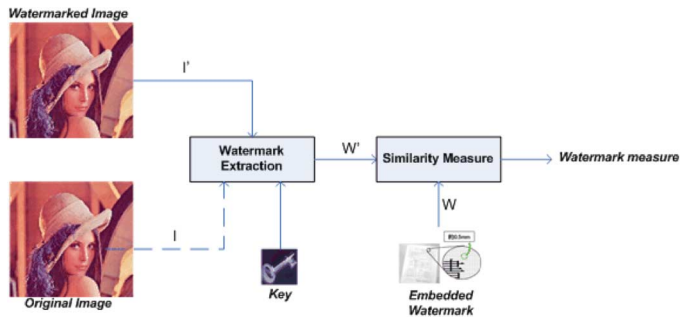 Watermarked Image
I'
Watermark
Extraction
W'
Similarity Measure
Watermark measure
I
W
Original Image
Key
Embedded
Watermark